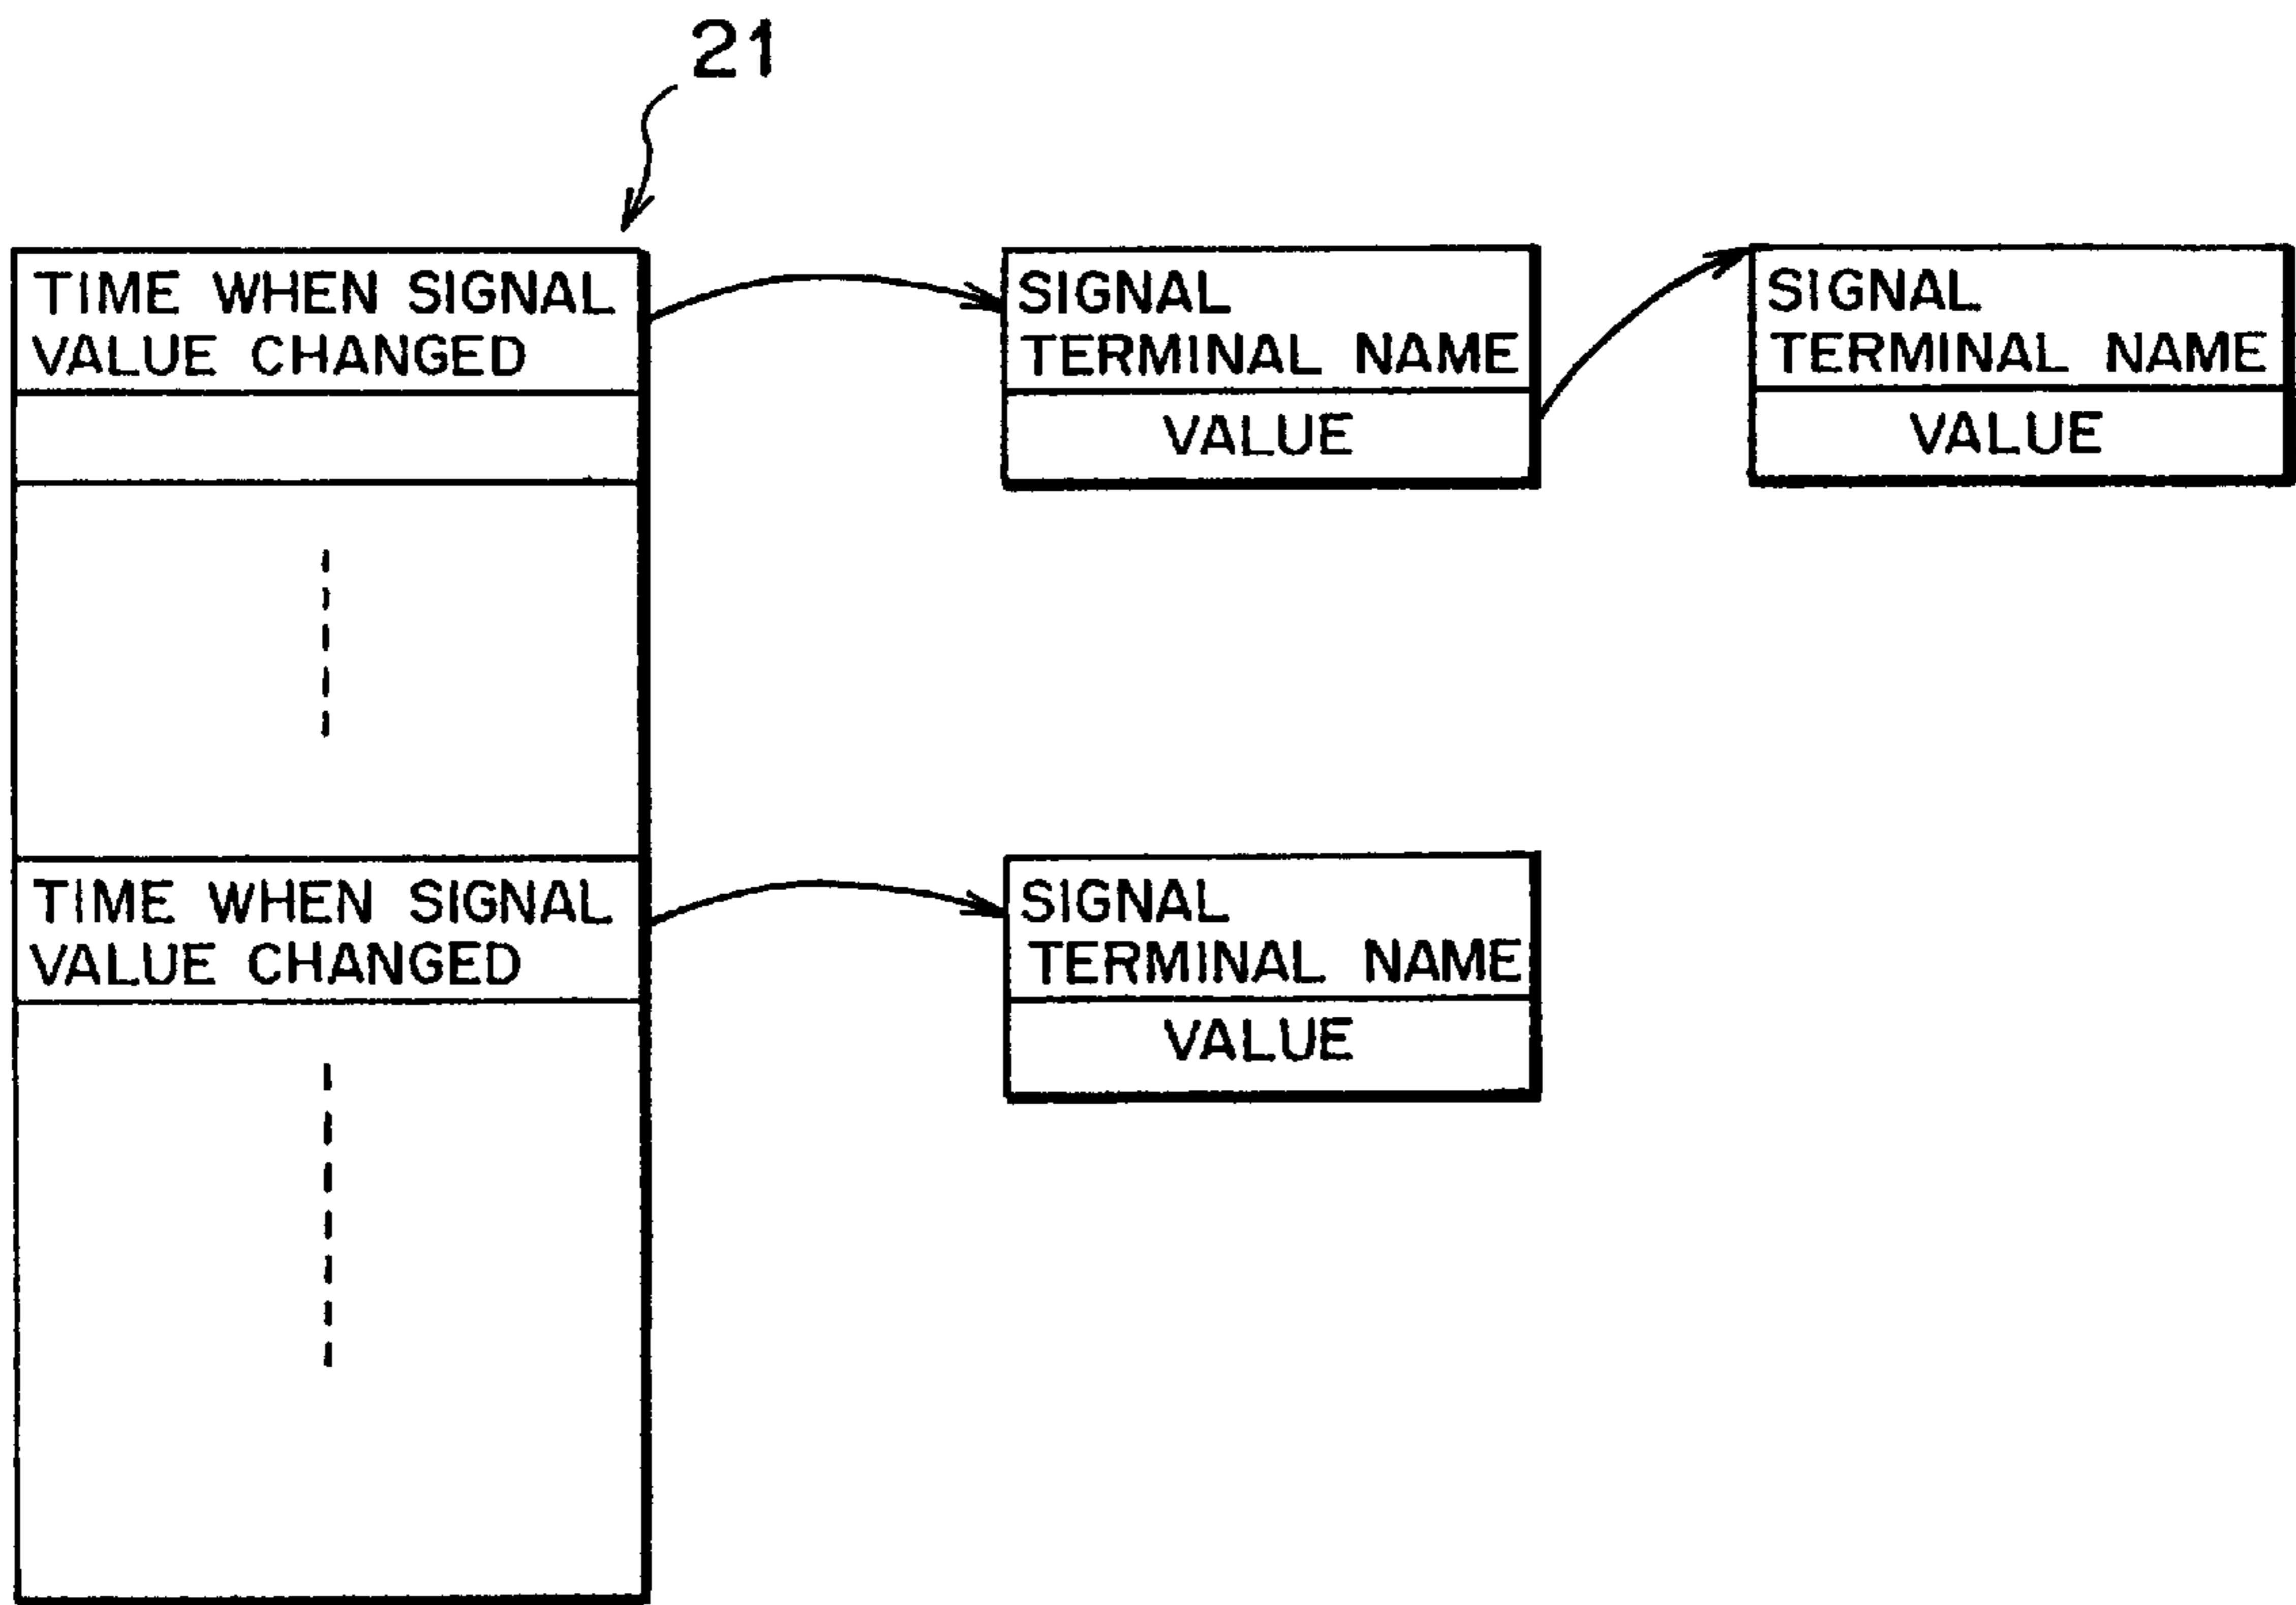 21
TIME WHEN SIGNAL
VALUE CHANGED
SIGNAL
TERMINAL NAME
VALUE
SIGNAL
TERMINAL NAME
VALUE
TIME WHEN SIGNAL
VALUE CHANGED
SIGNAL
TERMINAL NAME
VALUE